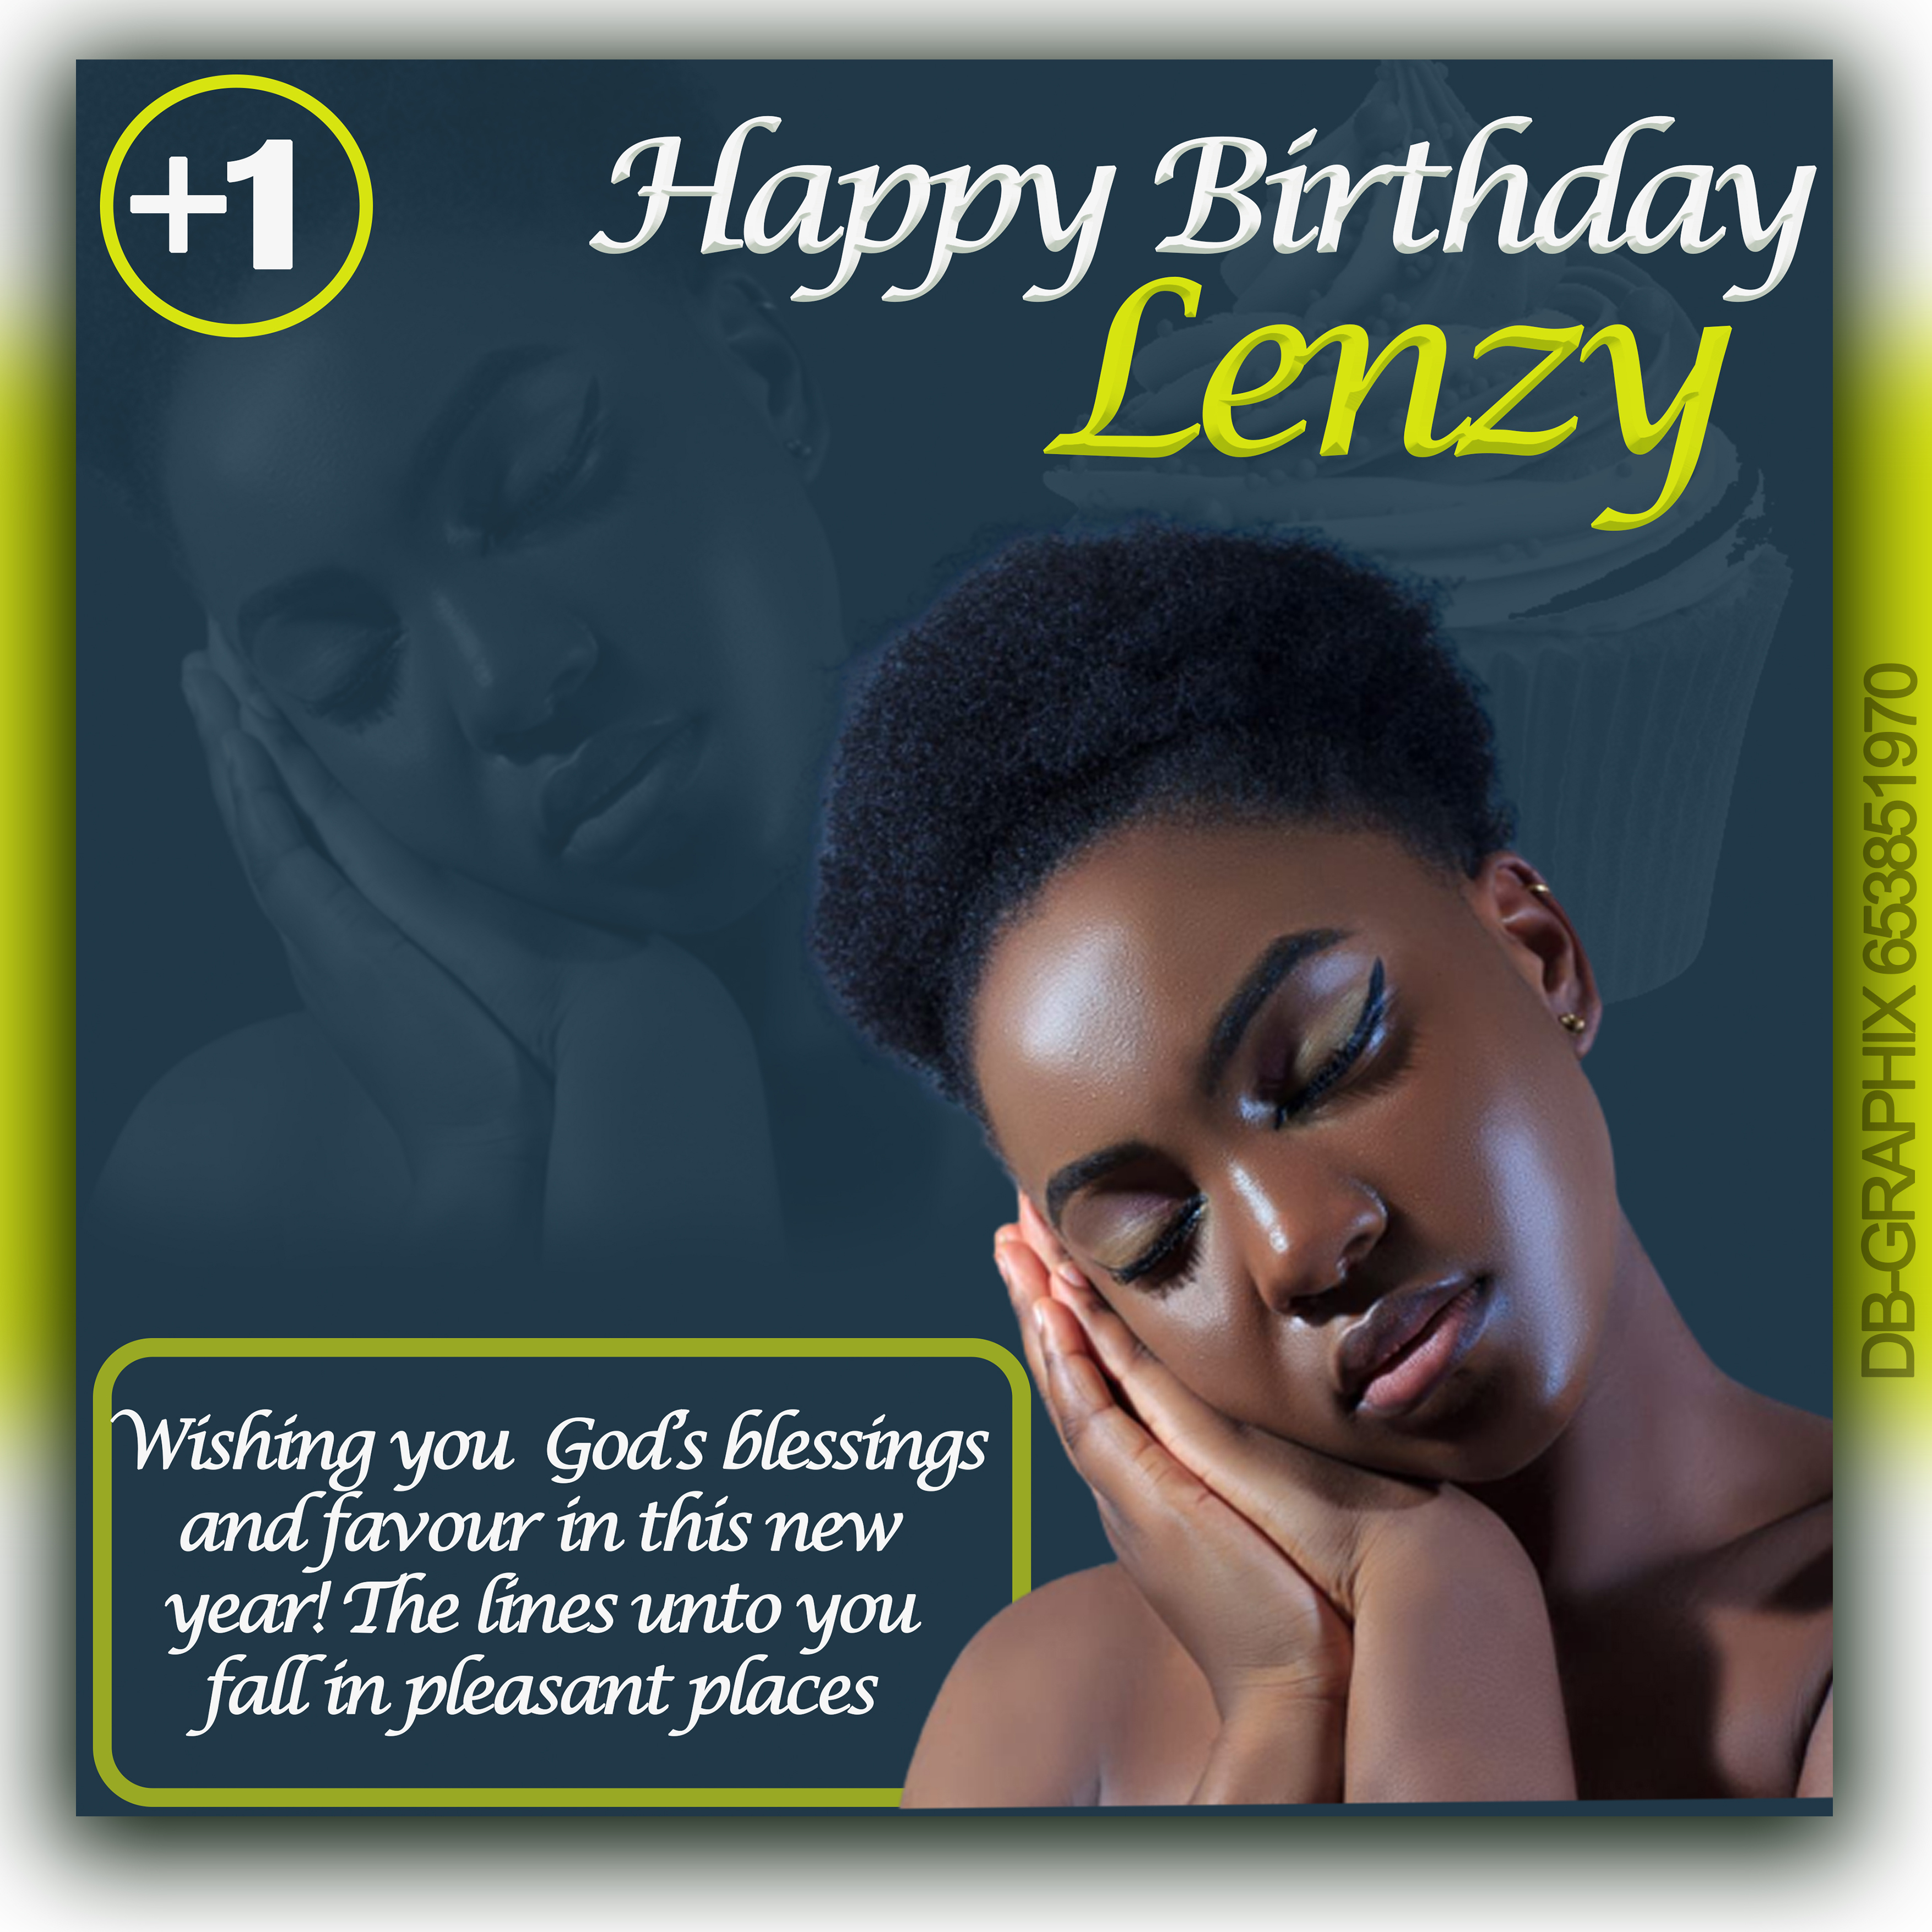 +1
Happy Birthday
Lenzy
Wishing you God's blessings
and favour in this new
year! The lines unto you
fall in pleasant places
DB-GRAPHIX 653851970